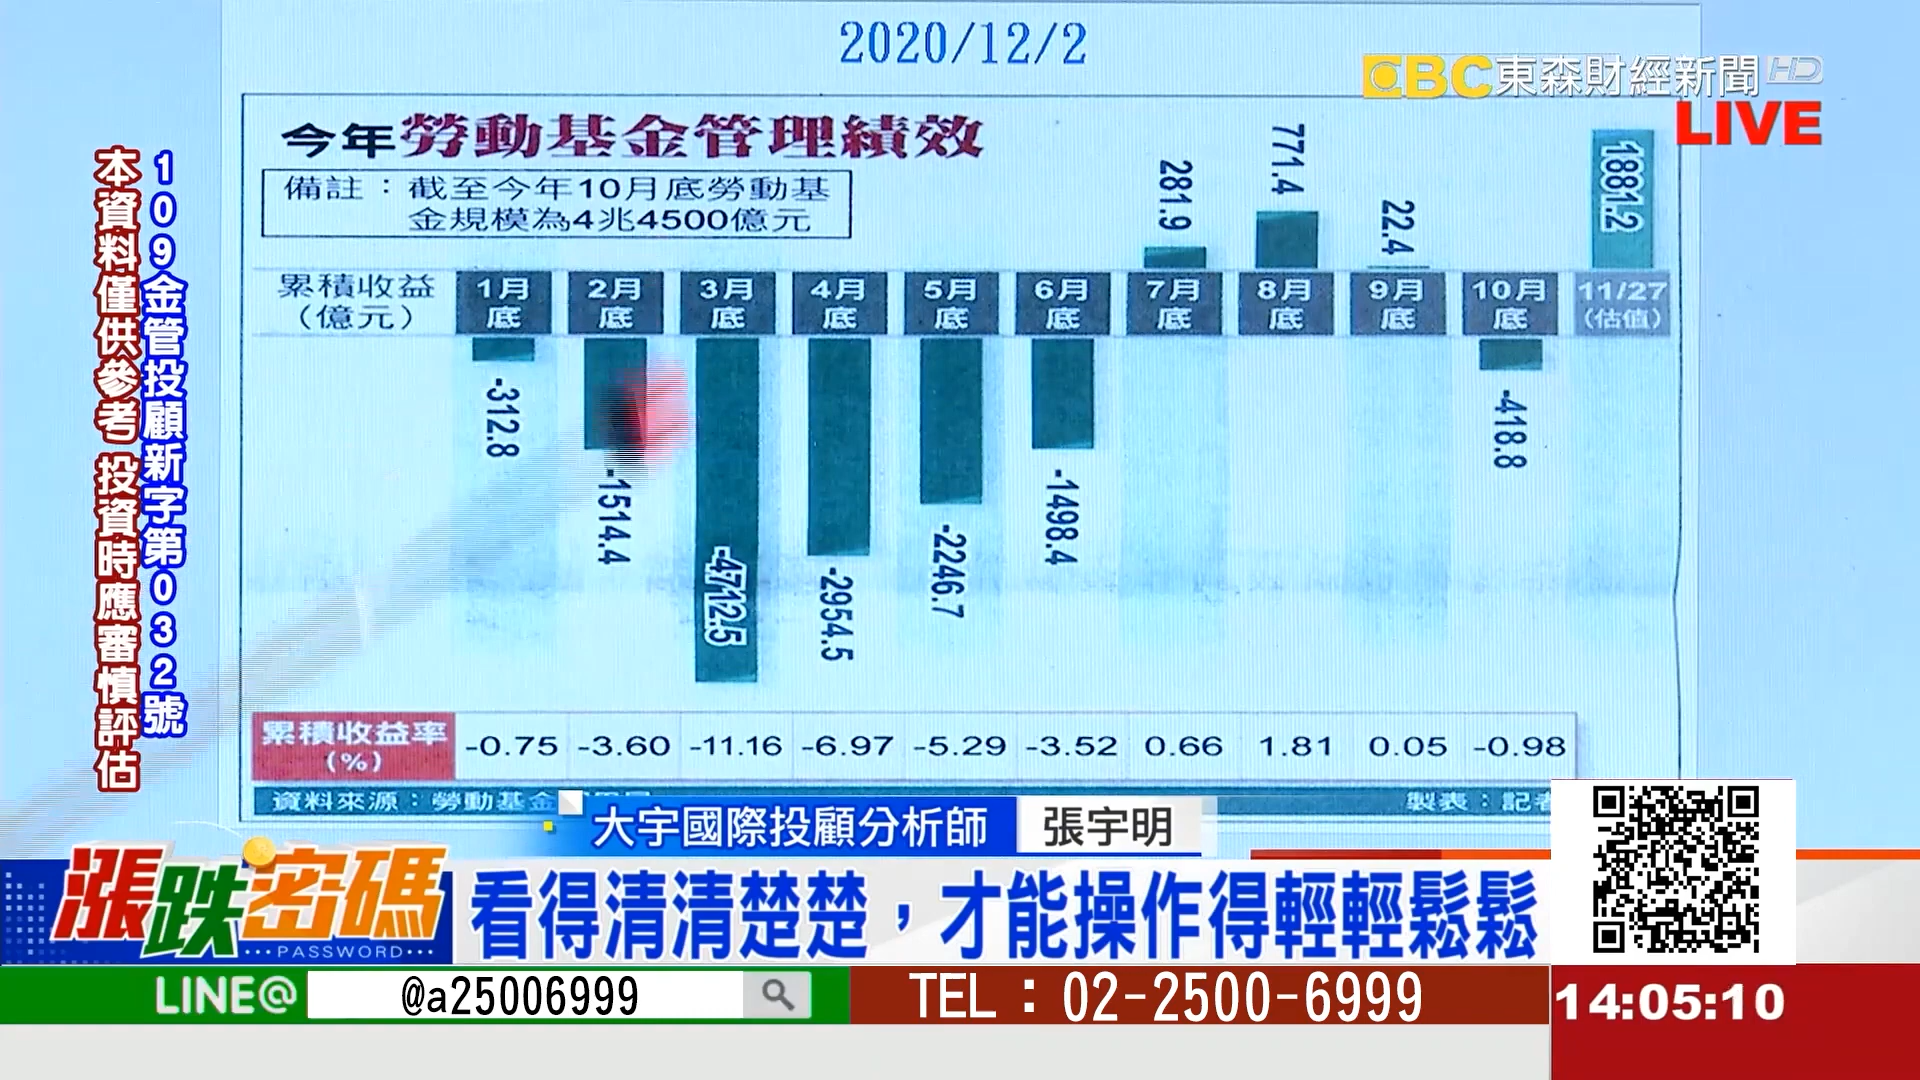 2020/12/2
EBC東森財經新聞HD
LIVE
今年勞動基金管理績效
備註：截至今年10月底勞動基
金規模為4兆4500億元
281.9
771.4
22.4
1881.2
累積收益
（億元）
1月
底
2月
底
3月
底
4月
底
5月
底
6月
底
7月
底
8月
底
9月
底
10月
底
11/27
(估值)
-312.8
-1514.4
-4712.5
-2954.5
-2246.7
-1498.4
-418.8
累積收益率
(%)
-0.75 -3.60 -11.16 -6.97 -5.29 -3.52 0.66 1.81 0.05 -0.98
資料來源：勞動基金
製表：記者
109金管投顧新字第032號
本資料僅供參考 投資時應審慎評估
大宇國際投顧分析師 張宇明
漲跌密碼
PASSWORD
看得清清楚楚，才能操作得輕輕鬆鬆
LINE@ @a25006999
TEL：02-2500-6999
14:05:10